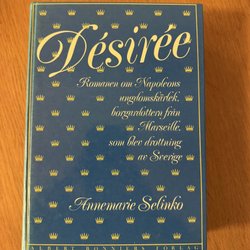 Désirée
Romanen om Napoleons
ungdomskärlek,
borgardottern från
Marseille,
som blev drottning
av Sverige
Annemarie Selinko
ALBERT BONNIERS FÖRLAG